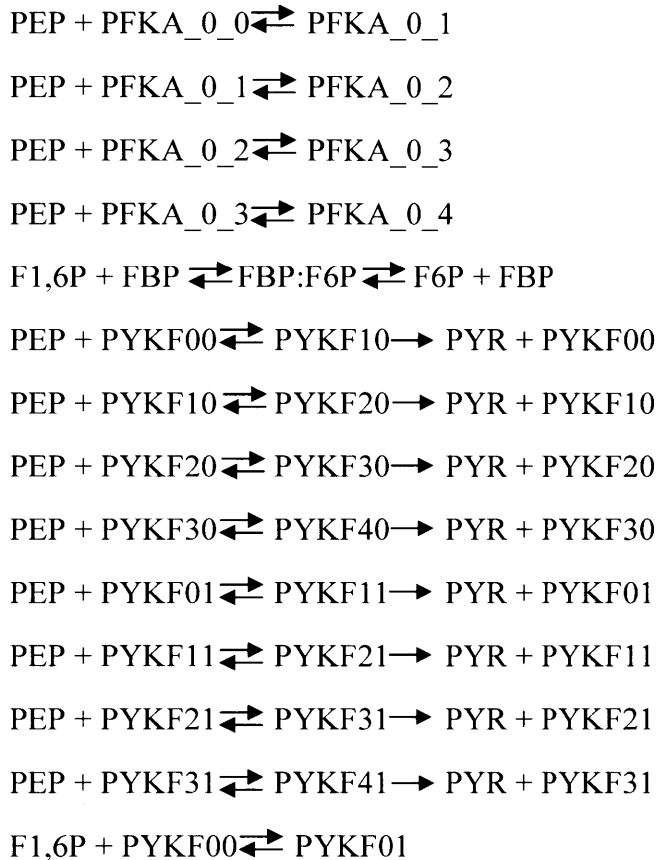 PEP + PFKA_0_0 ⇄ PFKA_0_1
PEP + PFKA_0_1 ⇄ PFKA_0_2
PEP + PFKA_0_2 ⇄ PFKA_0_3
PEP + PFKA_0_3 ⇄ PFKA_0_4
F1,6P + FBP ⇄ FBP:F6P ⇄ F6P + FBP
PEP + PYKF00 ⇄ PYKF10 → PYR + PYKF00
PEP + PYKF10 ⇄ PYKF20 → PYR + PYKF10
PEP + PYKF20 ⇄ PYKF30 → PYR + PYKF20
PEP + PYKF30 ⇄ PYKF40 → PYR + PYKF30
PEP + PYKF01 ⇄ PYKF11 → PYR + PYKF01
PEP + PYKF11 ⇄ PYKF21 → PYR + PYKF11
PEP + PYKF21 ⇄ PYKF31 → PYR + PYKF21
PEP + PYKF31 ⇄ PYKF41 → PYR + PYKF31
F1,6P + PYKF00 ⇄ PYKF01